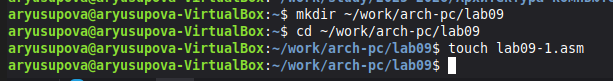 aryusupova@aryusupova-VirtualBox:~$ mkdir ~/work/arch-pc/lab09
aryusupova@aryusupova-VirtualBox:~$ cd ~/work/arch-pc/lab09
aryusupova@aryusupova-VirtualBox:~/work/arch-pc/lab09$ touch lab09-1.asm
aryusupova@aryusupova-VirtualBox:~/work/arch-pc/lab09$